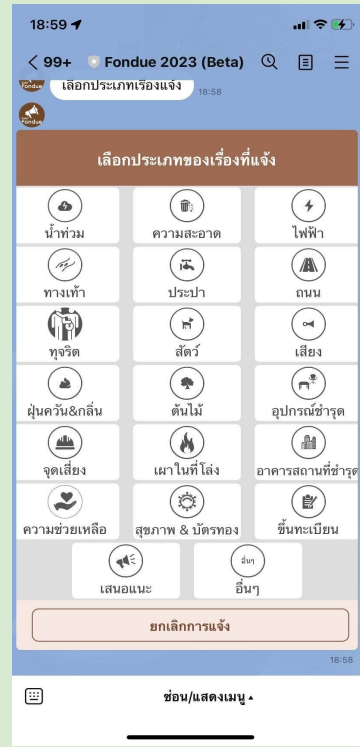 18:59
99+ Fondue 2023 (Beta)
Fondue
เลือกประเภทเรื่องแจ้ง
18:58
Fondue
เลือกประเภทของเรื่องที่แจ้ง
น้ำท่วม ความสะอาด ไฟฟ้า
ทางเท้า ประปา ถนน
ทุจริต สัตว์ เสียง
ฝุ่นควัน&กลิ่น ต้นไม้ อุปกรณ์ชำรุด
จุดเสี่ยง เผาในที่โล่ง อาคารสถานที่ชำรุด
ความช่วยเหลือ สุขภาพ & บัตรทอง ขึ้นทะเบียน
อื่นๆ
เสนอแนะ อื่นๆ
ยกเลิกการแจ้ง
18:58
ซ่อน/แสดงเมนู